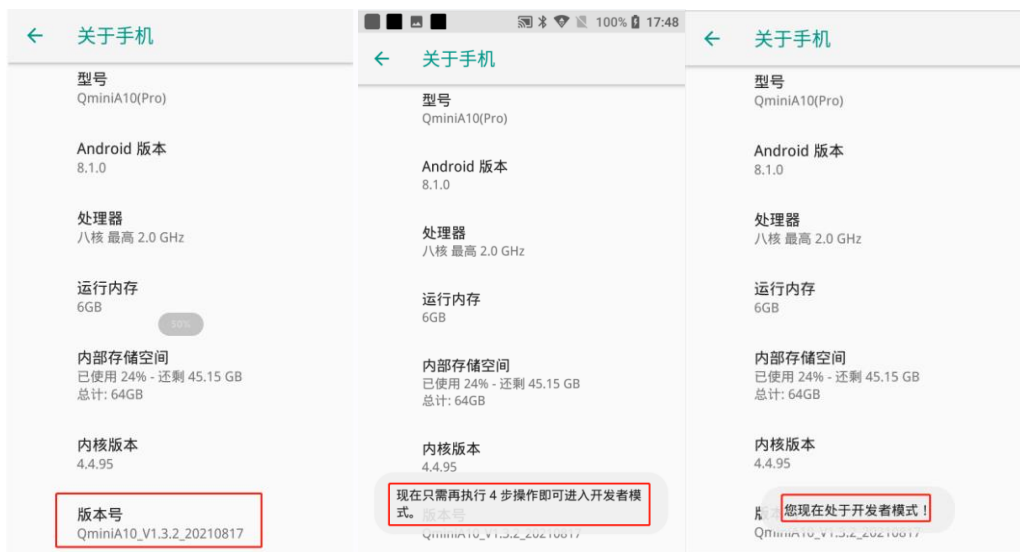 关于手机
型号
QminiA10(Pro)
Android 版本
8.1.0
处理器
八核 最高 2.0 GHz
运行内存
6GB
50%
内部存储空间
已使用 24% - 还剩 45.15 GB
总计: 64GB
内核版本
4.4.95
版本号
QminiA10_V1.3.2_20210817
100% 17:48
关于手机
型号
QminiA10(Pro)
Android 版本
8.1.0
处理器
八核 最高 2.0 GHz
运行内存
6GB
内部存储空间
已使用 24% - 还剩 45.15 GB
总计: 64GB
内核版本
4.4.95
现在只需再执行 4 步操作即可进入开发者模
式。
版本号
QminiA10_V1.3.2_20210817
关于手机
型号
QminiA10(Pro)
Android 版本
8.1.0
处理器
八核 最高 2.0 GHz
运行内存
6GB
内部存储空间
已使用 24% - 还剩 45.15 GB
总计: 64GB
内核版本
4.4.95
您现在处于开发者模式！
QminiA10_V1.3.2_20210817